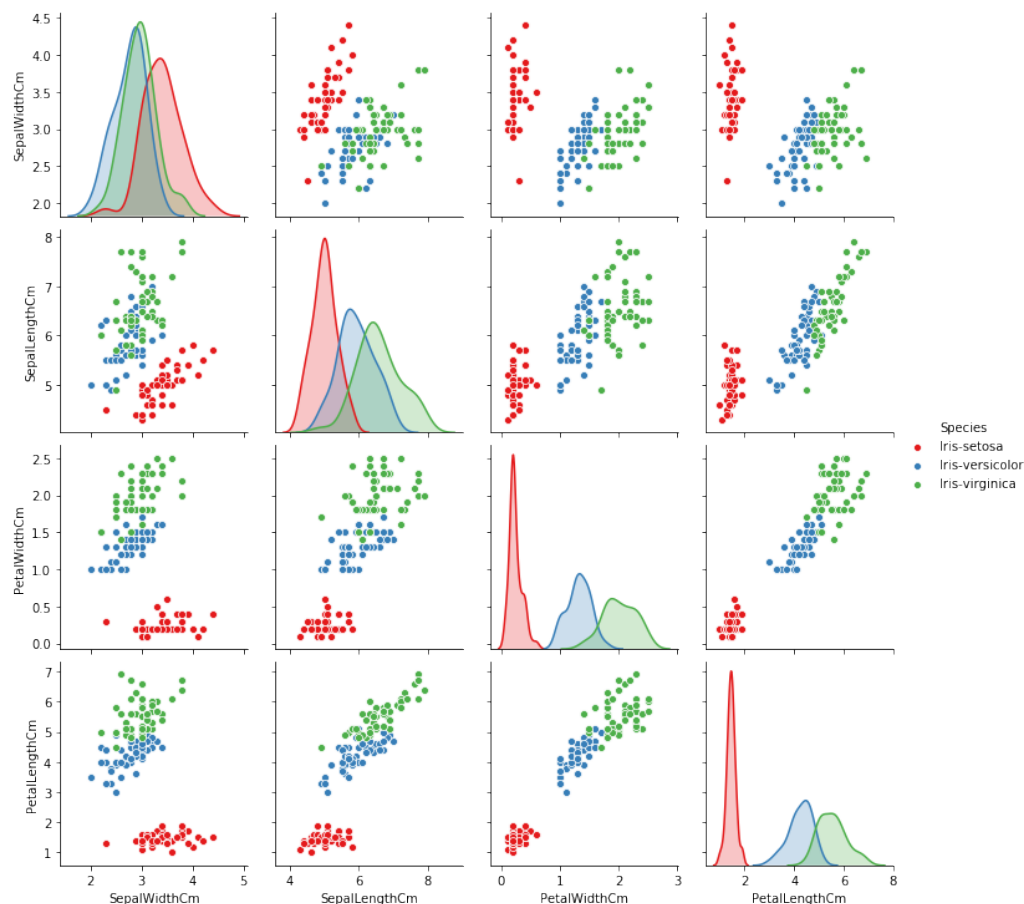 4.5
4.0
3.5
3.0
2.5
2.0
SepalWidthCm
8
7
6
5
SepalLengthCm
2.5
2.0
1.5
1.0
0.5
0.0
PetalWidthCm
7
6
5
4
3
2
1
PetalLengthCm
2 3 4 5
SepalWidthCm
4 6 8
SepalLengthCm
0 1 2 3
PetalWidthCm
2 4 6 8
PetalLengthCm
Species
Iris-setosa
Iris-versicolor
Iris-virginica